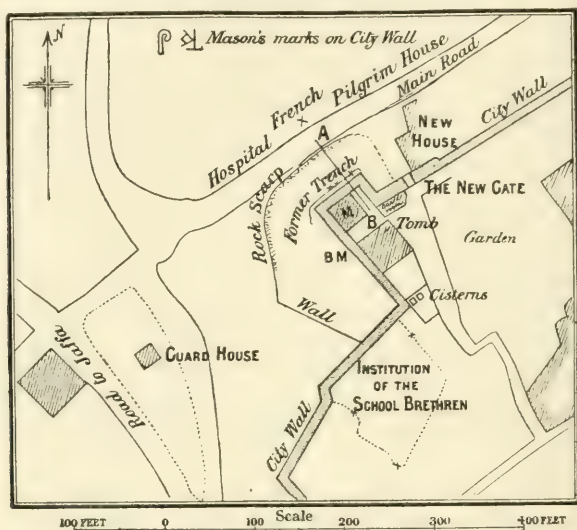 N
Mason's marks on City Wall
Hospital French Pilgrim House
Main Road
City Wall
NEW
HOUSE
A
Rock Scarp
Former Trench
THE NEW GATE
M
B
Tomb
Garden
BM
Cisterns
Wall
Road to Jaffa
GUARD HOUSE
INSTITUTION
OF THE
SCHOOL BRETHREN
City Wall
Scale
100 FEET 0 100 200 300 400 FEET